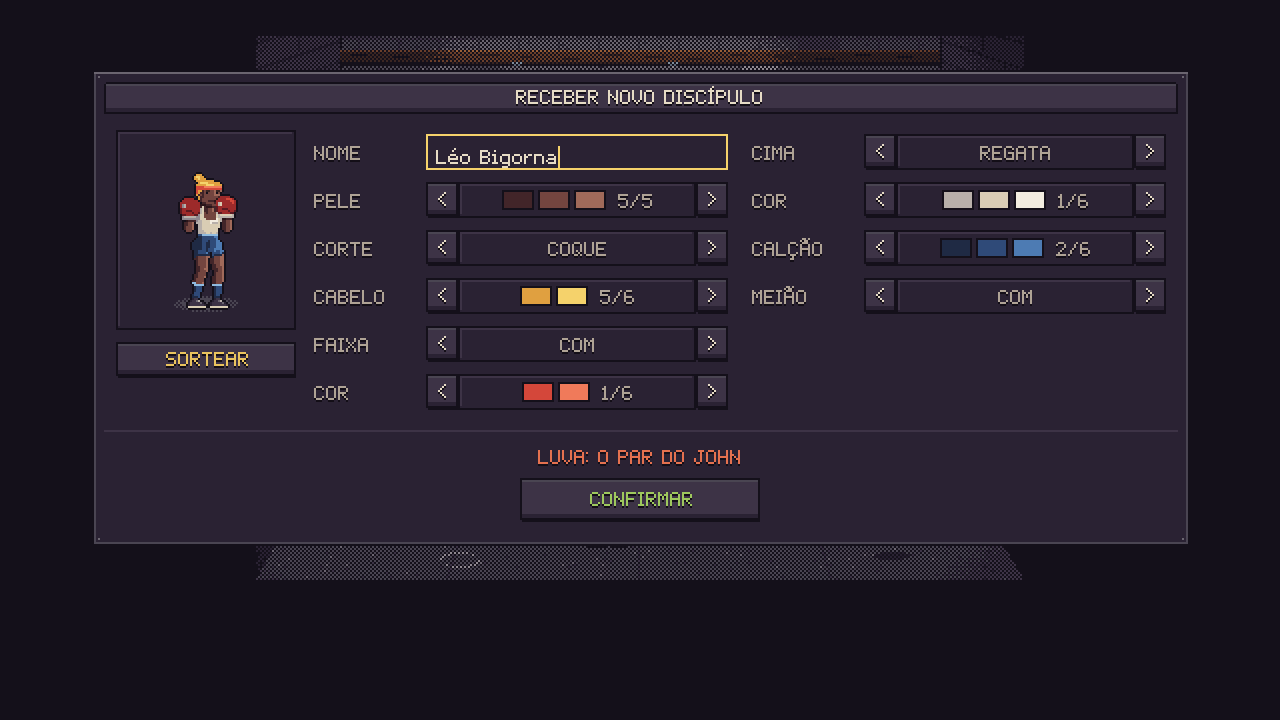 RECEBER NOVO DISCÍPULO
NOME
Léo Bigorna
CIMA
< REGATA >
PELE
< 5/5 >
COR
< 1/6 >
CORTE
< COQUE >
CALÇÃO
< 2/6 >
CABELO
< 5/6 >
MEIÃO
< COM >
FAIXA
< COM >
SORTEAR
COR
< 1/6 >
LUVA: O PAR DO JOHN
CONFIRMAR